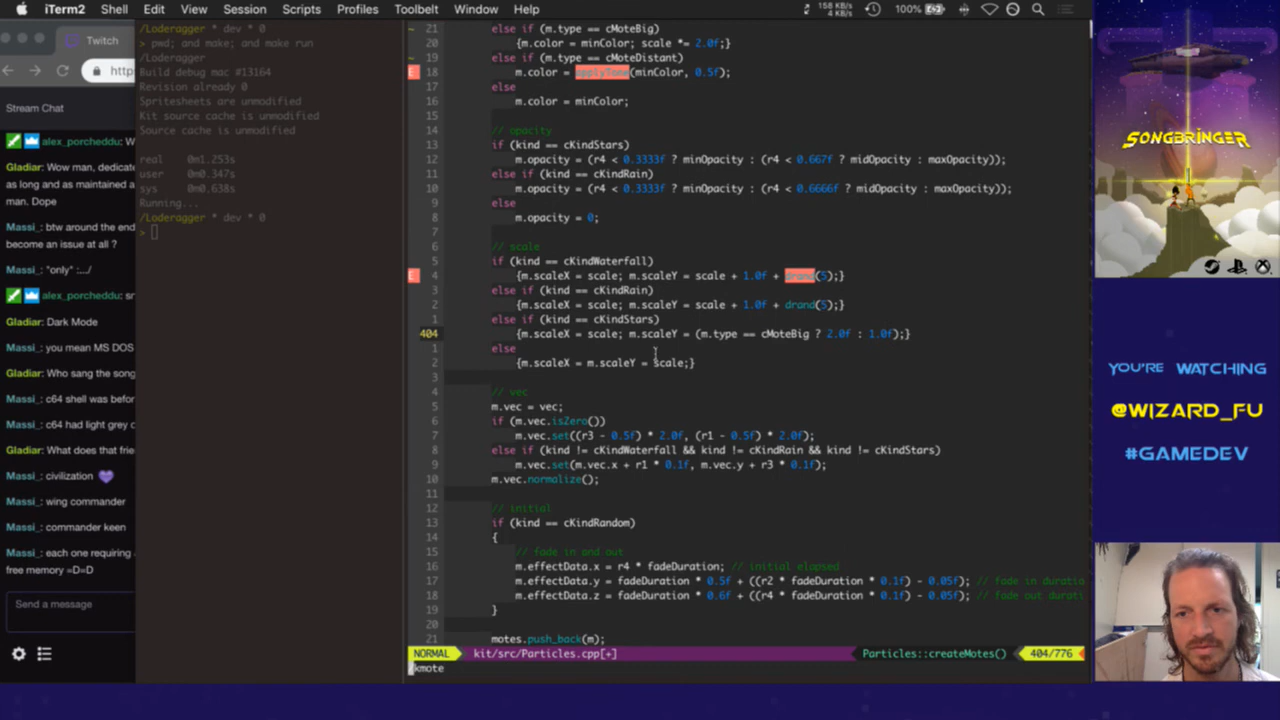 iTerm2 Shell Edit View Session Scripts Profiles Toolbelt Window Help
158 KB/s
4 KB/s
100%
Twitch
http
Stream Chat
alex_porcheddu: W
Gladiar: Wow man, dedicate
as long and as maintained a
man. Dope
Massi_: btw around the end
become an issue at all ?
Massi_: *only* :.../
alex_porcheddu: sn
Gladiar: Dark Mode
Massi_: you mean MS DOS
Gladiar: Who sang the song
Massi_: c64 shell was befor
Massi_: c64 had light grey c
Gladiar: What does that frie
Massi_: civilization
Massi_: wing commander
Massi_: commander keen
Massi_: each one requiring
free memory =D=D
Send a message
/Loderagger * dev * 0
> pwd; and make; and make run
/Loderagger
Build debug mac #13164
Revision already 0
Spritesheets are unmodified
Kit source cache is unmodified
Source cache is unmodified
real 0m1.253s
user 0m0.347s
sys 0m0.638s
Running...
/Loderagger * dev * 0
>
~ 21 else if (m.type == cMoteBig)
20 {m.color = minColor; scale *= 2.0f;}
~ 19 else if (m.type == cMoteDistant)
E 18 m.color = applyTone(minColor, 0.5f);
17 else
16 m.color = minColor;
15
14 // opacity
13 if (kind == cKindStars)
12 m.opacity = (r4 < 0.3333f ? minOpacity : (r4 < 0.667f ? midOpacity : maxOpacity));
11 else if (kind == cKindRain)
10 m.opacity = (r4 < 0.3333f ? minOpacity : (r4 < 0.6666f ? midOpacity : maxOpacity));
9 else
8 m.opacity = 0;
7
6 // scale
5 if (kind == cKindWaterfall)
E 4 {m.scaleX = scale; m.scaleY = scale + 1.0f + drand(5);}
3 else if (kind == cKindRain)
2 {m.scaleX = scale; m.scaleY = scale + 1.0f + drand(5);}
1 else if (kind == cKindStars)
404 {m.scaleX = scale; m.scaleY = (m.type == cMoteBig ? 2.0f : 1.0f);}
1 else
2 {m.scaleX = m.scaleY = scale;}
3
4 // vec
5 m.vec = vec;
6 if (m.vec.isZero())
7 m.vec.set((r3 - 0.5f) * 2.0f, (r1 - 0.5f) * 2.0f);
8 else if (kind != cKindWaterfall && kind != cKindRain && kind != cKindStars)
9 m.vec.set(m.vec.x + r1 * 0.1f, m.vec.y + r3 * 0.1f);
10 m.vec.normalize();
11
12 // initial
13 if (kind == cKindRandom)
14 {
15 // fade in and out
16 m.effectData.x = r4 * fadeDuration; // initial elapsed
17 m.effectData.y = fadeDuration * 0.5f + ((r2 * fadeDuration * 0.1f) - 0.05f); // fade in duratio
18 m.effectData.z = fadeDuration * 0.6f + ((r4 * fadeDuration * 0.1f) - 0.05f); // fade out durati
19 }
20
21 motes.push_back(m);
NORMAL kit/src/Particles.cpp[+] Particles::createMotes() 404/776
kmote
SONGBRINGER
YOU'RE WATCHING
@WIZARD_FU
#GAMEDEV